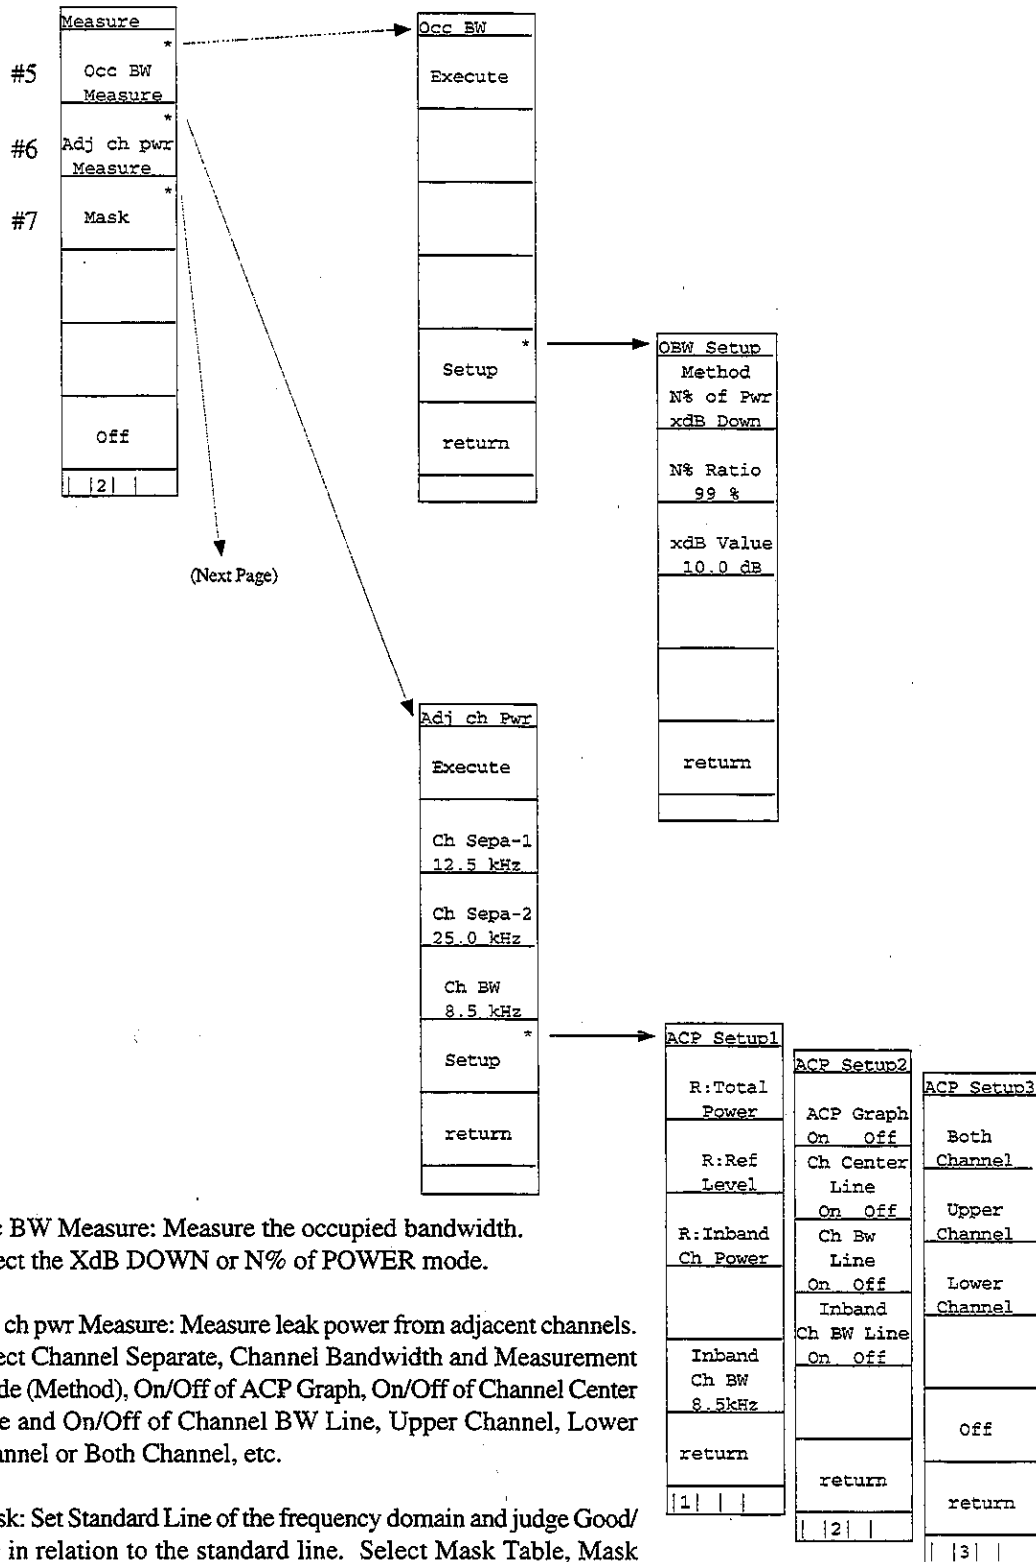 Measure
*
#5
Occ BW
Measure
*
#6
Adj ch pwr
Measure
*
#7
Mask
Off
| |2| |
(Next Page)
Occ BW
Execute
*
Setup
return
OBW Setup
Method
N% of Pwr
xdB Down
N% Ratio
99 %
xdB Value
10.0 dB
return
Adj ch Pwr
Execute
Ch Sepa-1
12.5 kHz
Ch Sepa-2
25.0 kHz
Ch BW
8.5 kHz
*
Setup
return
ACP Setup1
R:Total
Power
R:Ref
Level
R:Inband
Ch Power
Inband
Ch BW
8.5kHz
return
|1| | |
ACP Setup2
ACP Graph
On Off
Ch Center
Line
On Off
Ch Bw
Line
On Off
Inband
Ch BW Line
On Off
return
| |2| |
ACP Setup3
Both
Channel
Upper
Channel
Lower
Channel
Off
return
| |3|
BW Measure: Measure the occupied bandwidth.
ect the XdB DOWN or N% of POWER mode.
ch pwr Measure: Measure leak power from adjacent channels.
ect Channel Separate, Channel Bandwidth and Measurement
de (Method), On/Off of ACP Graph, On/Off of Channel Center
e and On/Off of Channel BW Line, Upper Channel, Lower
annel or Both Channel, etc.
sk: Set Standard Line of the frequency domain and judge Good/
in relation to the standard line. Select Mask Table, Mask